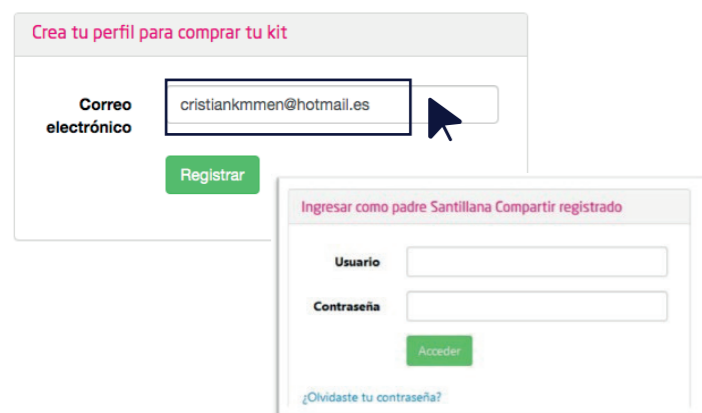 Crea tu perfil para comprar tu kit
Correo
electrónico
cristiankmmen@hotmail.es
Registrar
Ingresar como padre Santillana Compartir registrado
Usuario
Contraseña
Acceder
¿Olvidaste tu contraseña?